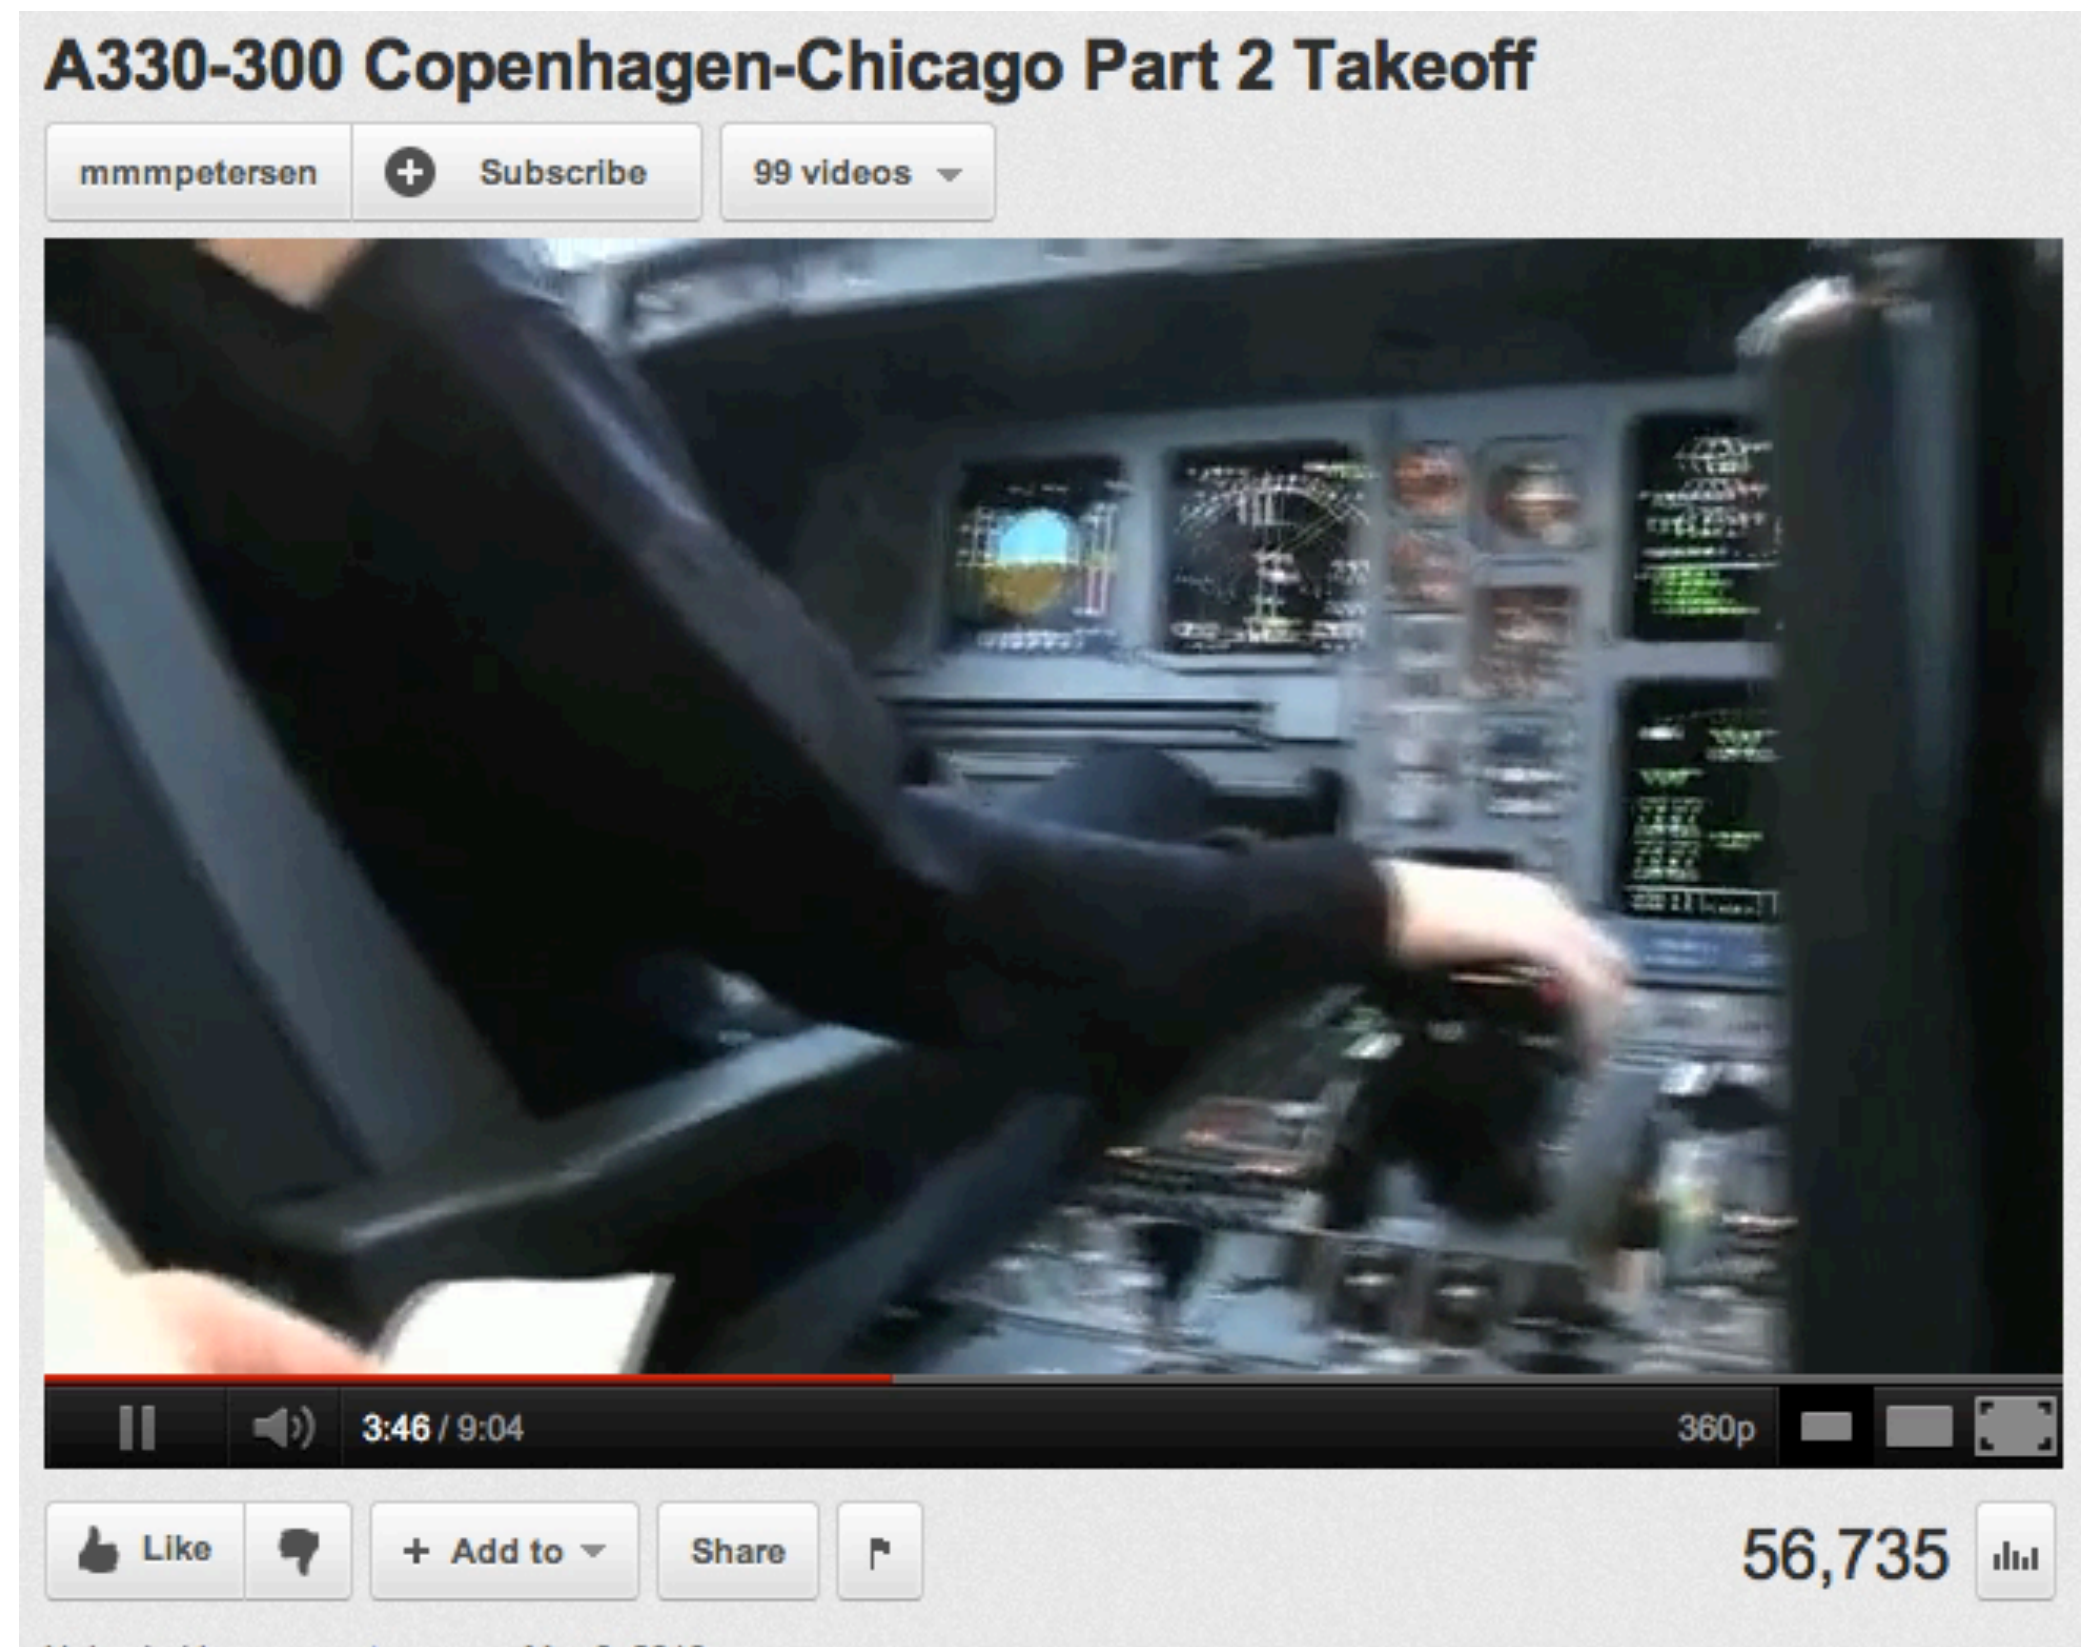 A330-300 Copenhagen-Chicago Part 2 Takeoff
mmmpetersen Subscribe 99 videos
3:46 / 9:04 360p
Like + Add to Share 56,735